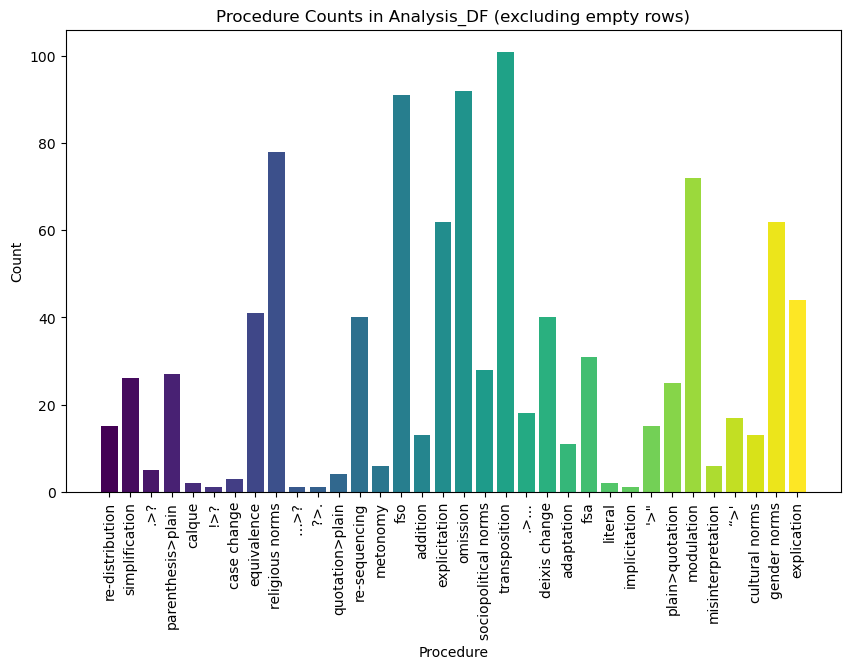 Procedure Counts in Analysis_DF (excluding empty rows)
Count
100
80
60
40
20
0
re-distribution
simplification
.>?
parenthesis>plain
calque
!>?
case change
equivalence
religious norms
...>?
?>.
quotation>plain
re-sequencing
metonomy
fso
addition
explicitation
omission
sociopolitical norms
transposition
.>...
deixis change
adaptation
fsa
literal
implicitation
'>"
plain>quotation
modulation
misinterpretation
“>'
cultural norms
gender norms
explication
Procedure